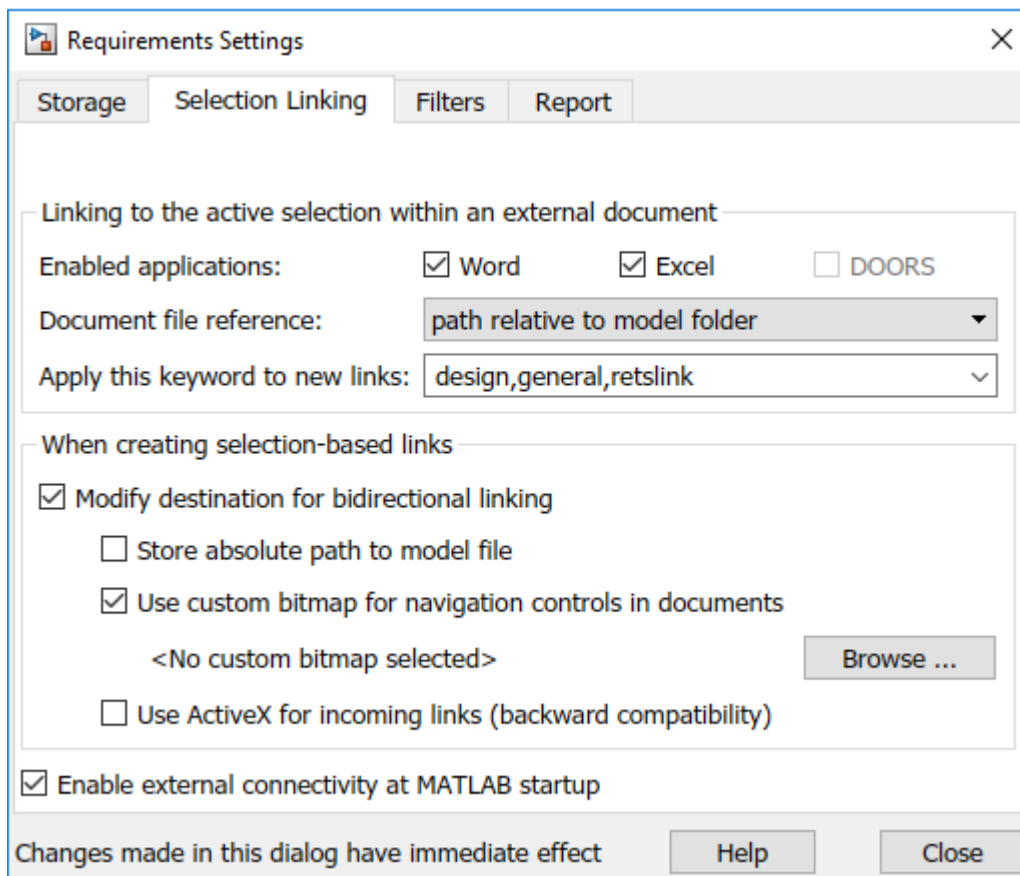 Requirements Settings
Storage Selection Linking Filters Report
Linking to the active selection within an external document
Enabled applications: Word Excel DOORS
Document file reference: path relative to model folder
Apply this keyword to new links: design,general,retslink
When creating selection-based links
Modify destination for bidirectional linking
Store absolute path to model file
Use custom bitmap for navigation controls in documents
<No custom bitmap selected> Browse ...
Use ActiveX for incoming links (backward compatibility)
Enable external connectivity at MATLAB startup
Changes made in this dialog have immediate effect Help Close